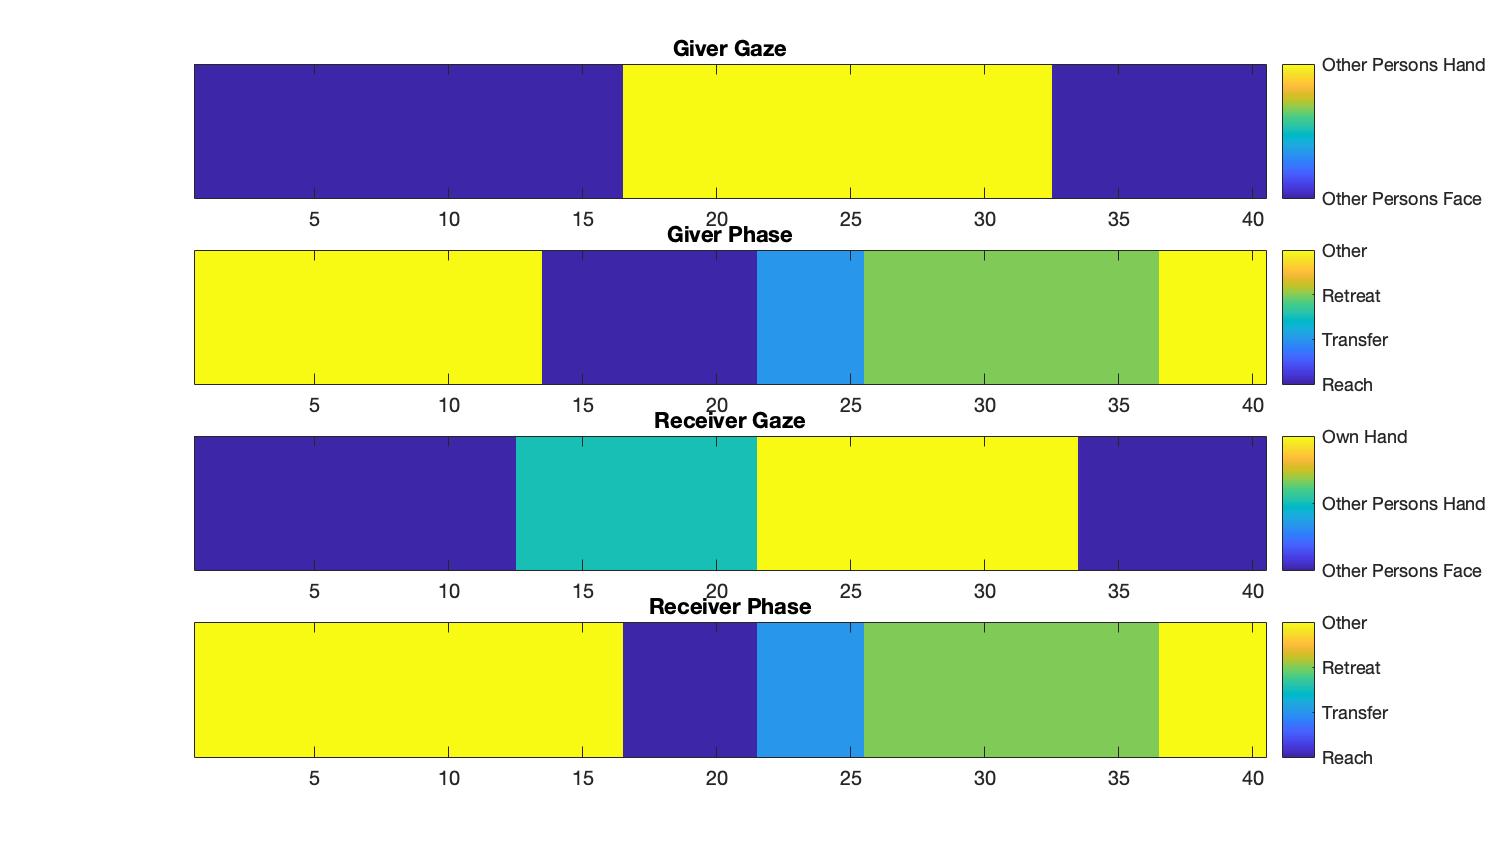 Giver Gaze
Other Persons Hand
Other Persons Face
5 10 15 20 25 30 35 40
Giver Phase
Other
Retreat
Transfer
Reach
5 10 15 20 25 30 35 40
Receiver Gaze
Own Hand
Other Persons Hand
Other Persons Face
5 10 15 20 25 30 35 40
Receiver Phase
Other
Retreat
Transfer
Reach
5 10 15 20 25 30 35 40